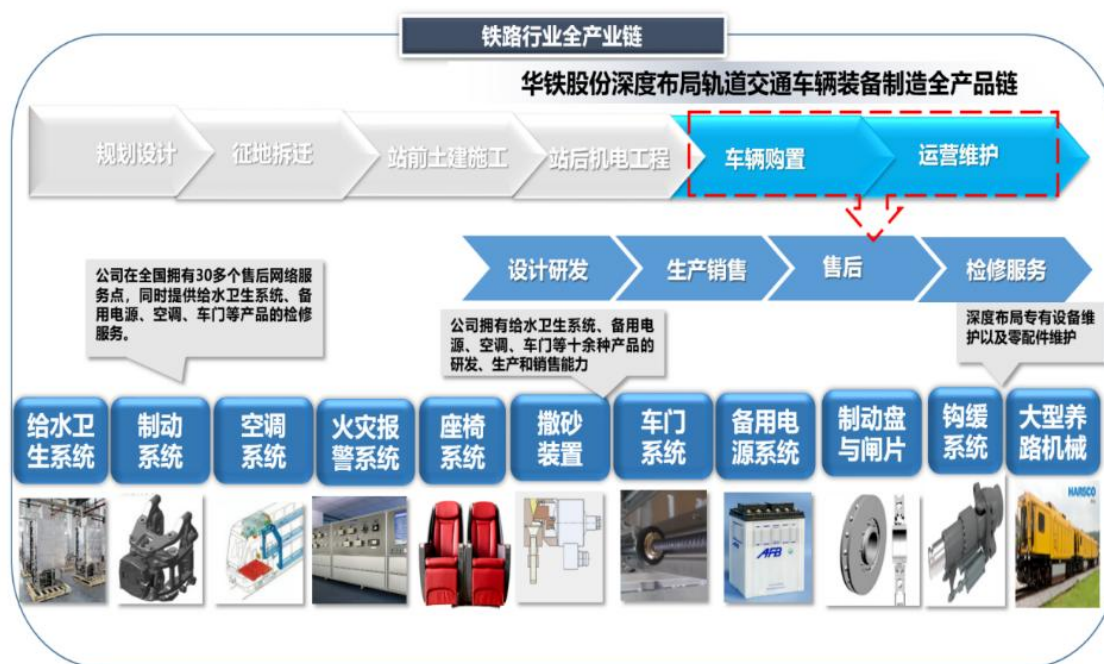 铁路行业全产业链
华铁股份深度布局轨道交通车辆装备制造全产品链
规划设计
征地拆迁
站前土建施工
站后机电工程
车辆购置
运营维护
设计研发
生产销售
售后
检修服务
公司在全国拥有30多个售后网络服
务点，同时提供给水卫生系统、备
用电源、空调、车门等产品的检修
服务。
公司拥有给水卫生系统、备用电
源、空调、车门等十余种产品的
研发、生产和销售能力
深度布局专有设备维
护以及零配件维护
给水卫
生系统
制动
系统
空调
系统
火灾报
警系统
座椅
系统
撒砂
装置
车门
系统
备用电
源系统
制动盘
与闸片
钩缓
系统
大型养
路机械
AFB
HARSCO